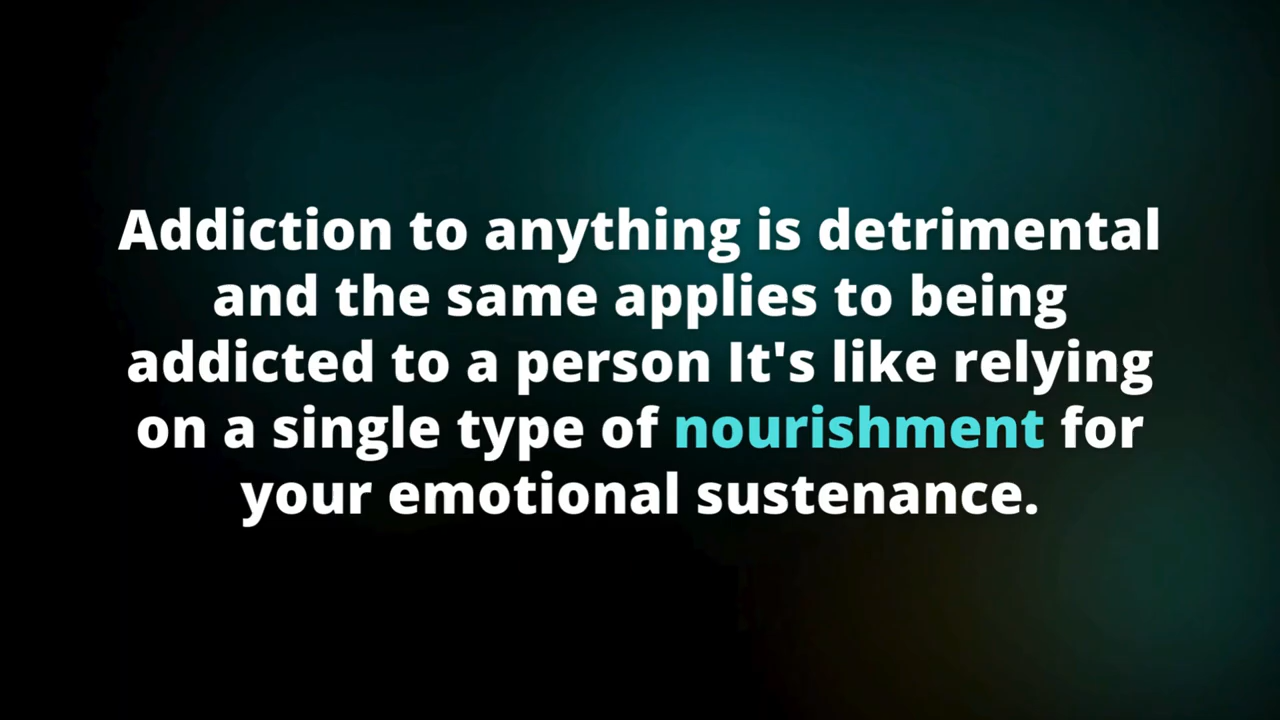 Addiction to anything is detrimental
and the same applies to being
addicted to a person It's like relying
on a single type of nourishment for
your emotional sustenance.